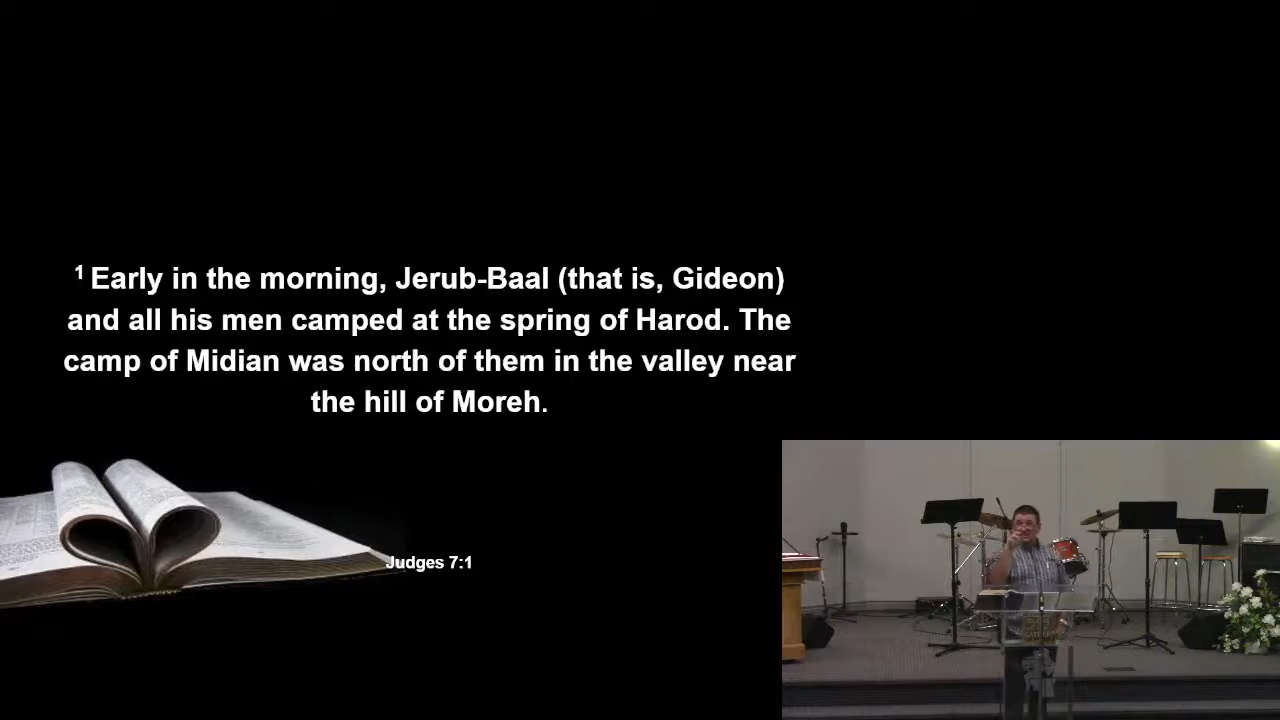 ¹ Early in the morning, Jerub-Baal (that is, Gideon)
and all his men camped at the spring of Harod. The
camp of Midian was north of them in the valley near
the hill of Moreh.
Judges 7:1